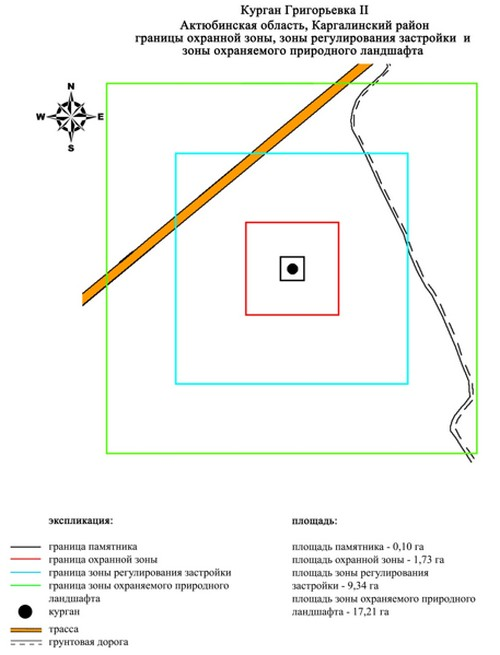 Курган Григорьевка II
Актюбинская область, Каргалинский район
границы охранной зоны, зоны регулирования застройки и
зоны охраняемого природного ландшафта
N
W E
S
экспликация:
граница памятника
граница охранной зоны
граница зоны регулирования застройки
граница зоны охраняемого природного
ландшафта
курган
трасса
грунтовая дорога
площадь:
площадь памятника - 0,10 га
площадь охранной зоны - 1,73 га
площадь зоны регулирования
застройки - 9,34 га
площадь зоны охраняемого природного
ландшафта - 17,21 га